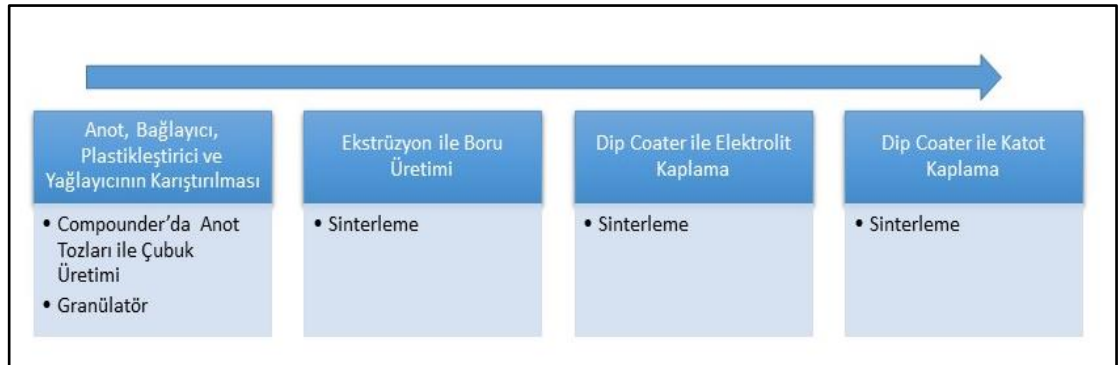 Anot, Bağlayıcı,
Plastikleştirici ve
Yağlayıcının Karıştırılması
• Compounder’da Anot
Tozları ile Çubuk
Üretimi
• Granülatör
Ekstrüzyon ile Boru
Üretimi
• Sinterleme
Dip Coater ile Elektrolit
Kaplama
• Sinterleme
Dip Coater ile Katot
Kaplama
• Sinterleme